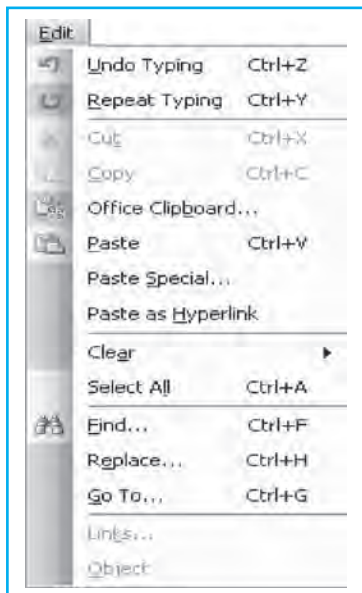 Edit
Undo Typing Ctrl+Z
Repeat Typing Ctrl+Y
Cut Ctrl+X
Copy Ctrl+C
Office Clipboard...
Paste Ctrl+V
Paste Special...
Paste as Hyperlink
Clear
Select All Ctrl+A
Find... Ctrl+F
Replace... Ctrl+H
Go To... Ctrl+G
Links...
Object